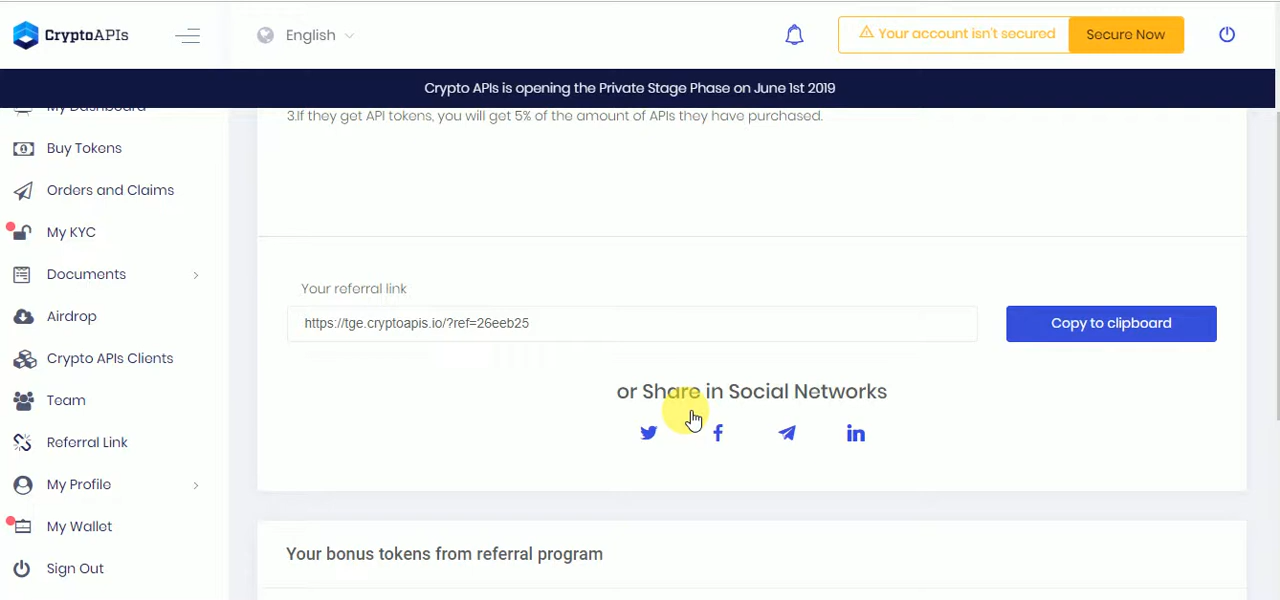 CryptoAPIs
English
Your account isn't secured
Secure Now
Crypto APIs is opening the Private Stage Phase on June 1st 2019
My Dashboard
Buy Tokens
Orders and Claims
My KYC
Documents
Airdrop
Crypto APIs Clients
Team
Referral Link
My Profile
My Wallet
Sign Out
3.If they get API tokens, you will get 5% of the amount of APIs they have purchased.
Your referral link
https://tge.cryptoapis.io/?ref=26eeb25
Copy to clipboard
or Share in Social Networks
Your bonus tokens from referral program